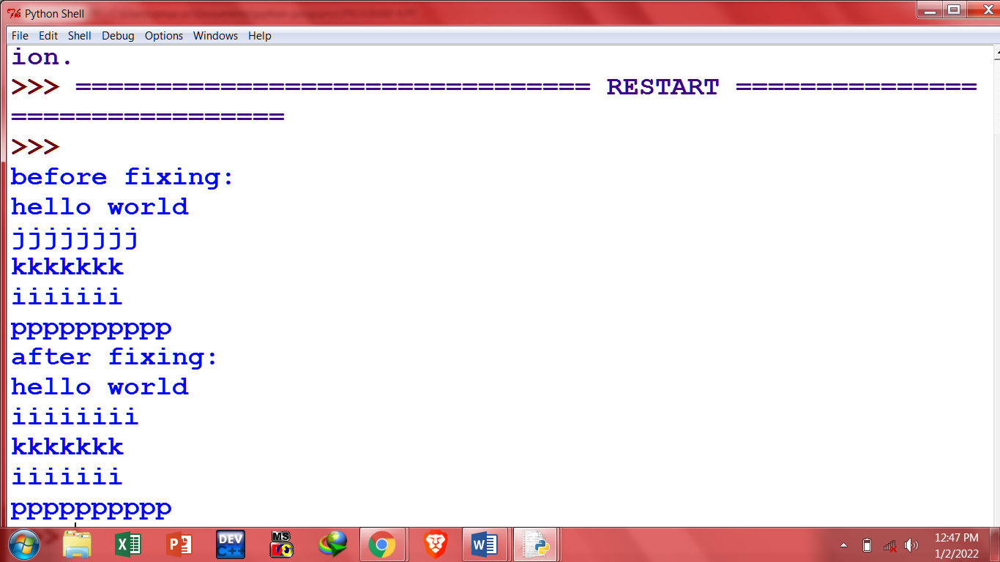 Python Shell
File Edit Shell Debug Options Windows Help
ion.
>>> ================================ RESTART ===============
=================
>>>
before fixing:
hello world
jjjjjjjj
kkkkkkk
iiiiiii
pppppppppp
after fixing:
hello world
iiiiiiii
kkkkkkk
iiiiiii
pppppppppp
DEV C++
MS
12:47 PM
1/2/2022